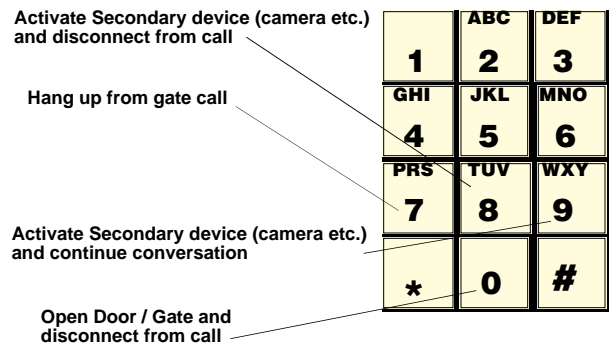 Activate Secondary device (camera etc.)
and disconnect from call
Hang up from gate call
Activate Secondary device (camera etc.)
and continue conversation
Open Door / Gate and
disconnect from call
ABC DEF
1 2 3
GHI JKL MNO
4 5 6
PRS TUV WXY
7 8 9
* 0 #